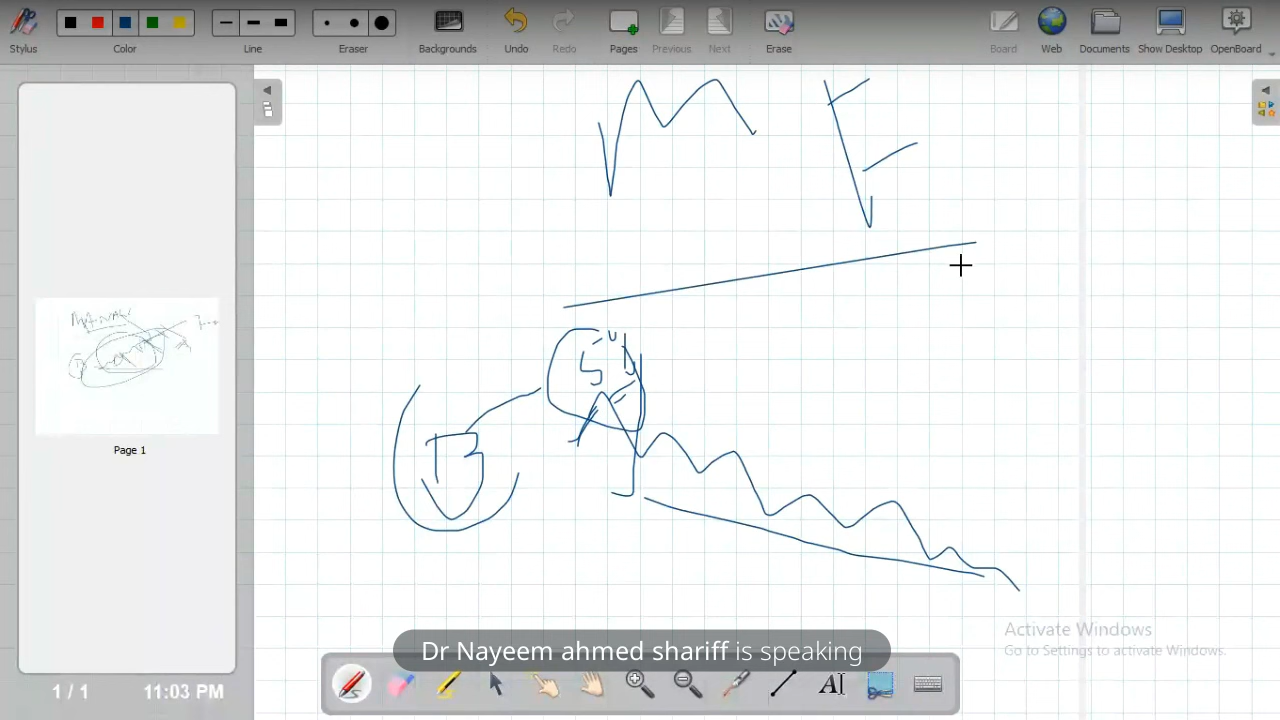 Stylus
Color
Line
Eraser
Backgrounds
Undo
Redo
Pages
Previous
Next
Erase
Board
Web
Documents
Show Desktop
OpenBoard
M E
5
Page 1
1 / 1
11:03 PM
Dr Nayeem ahmed shariff is speaking
Activate Windows
Go to Settings to activate Windows.